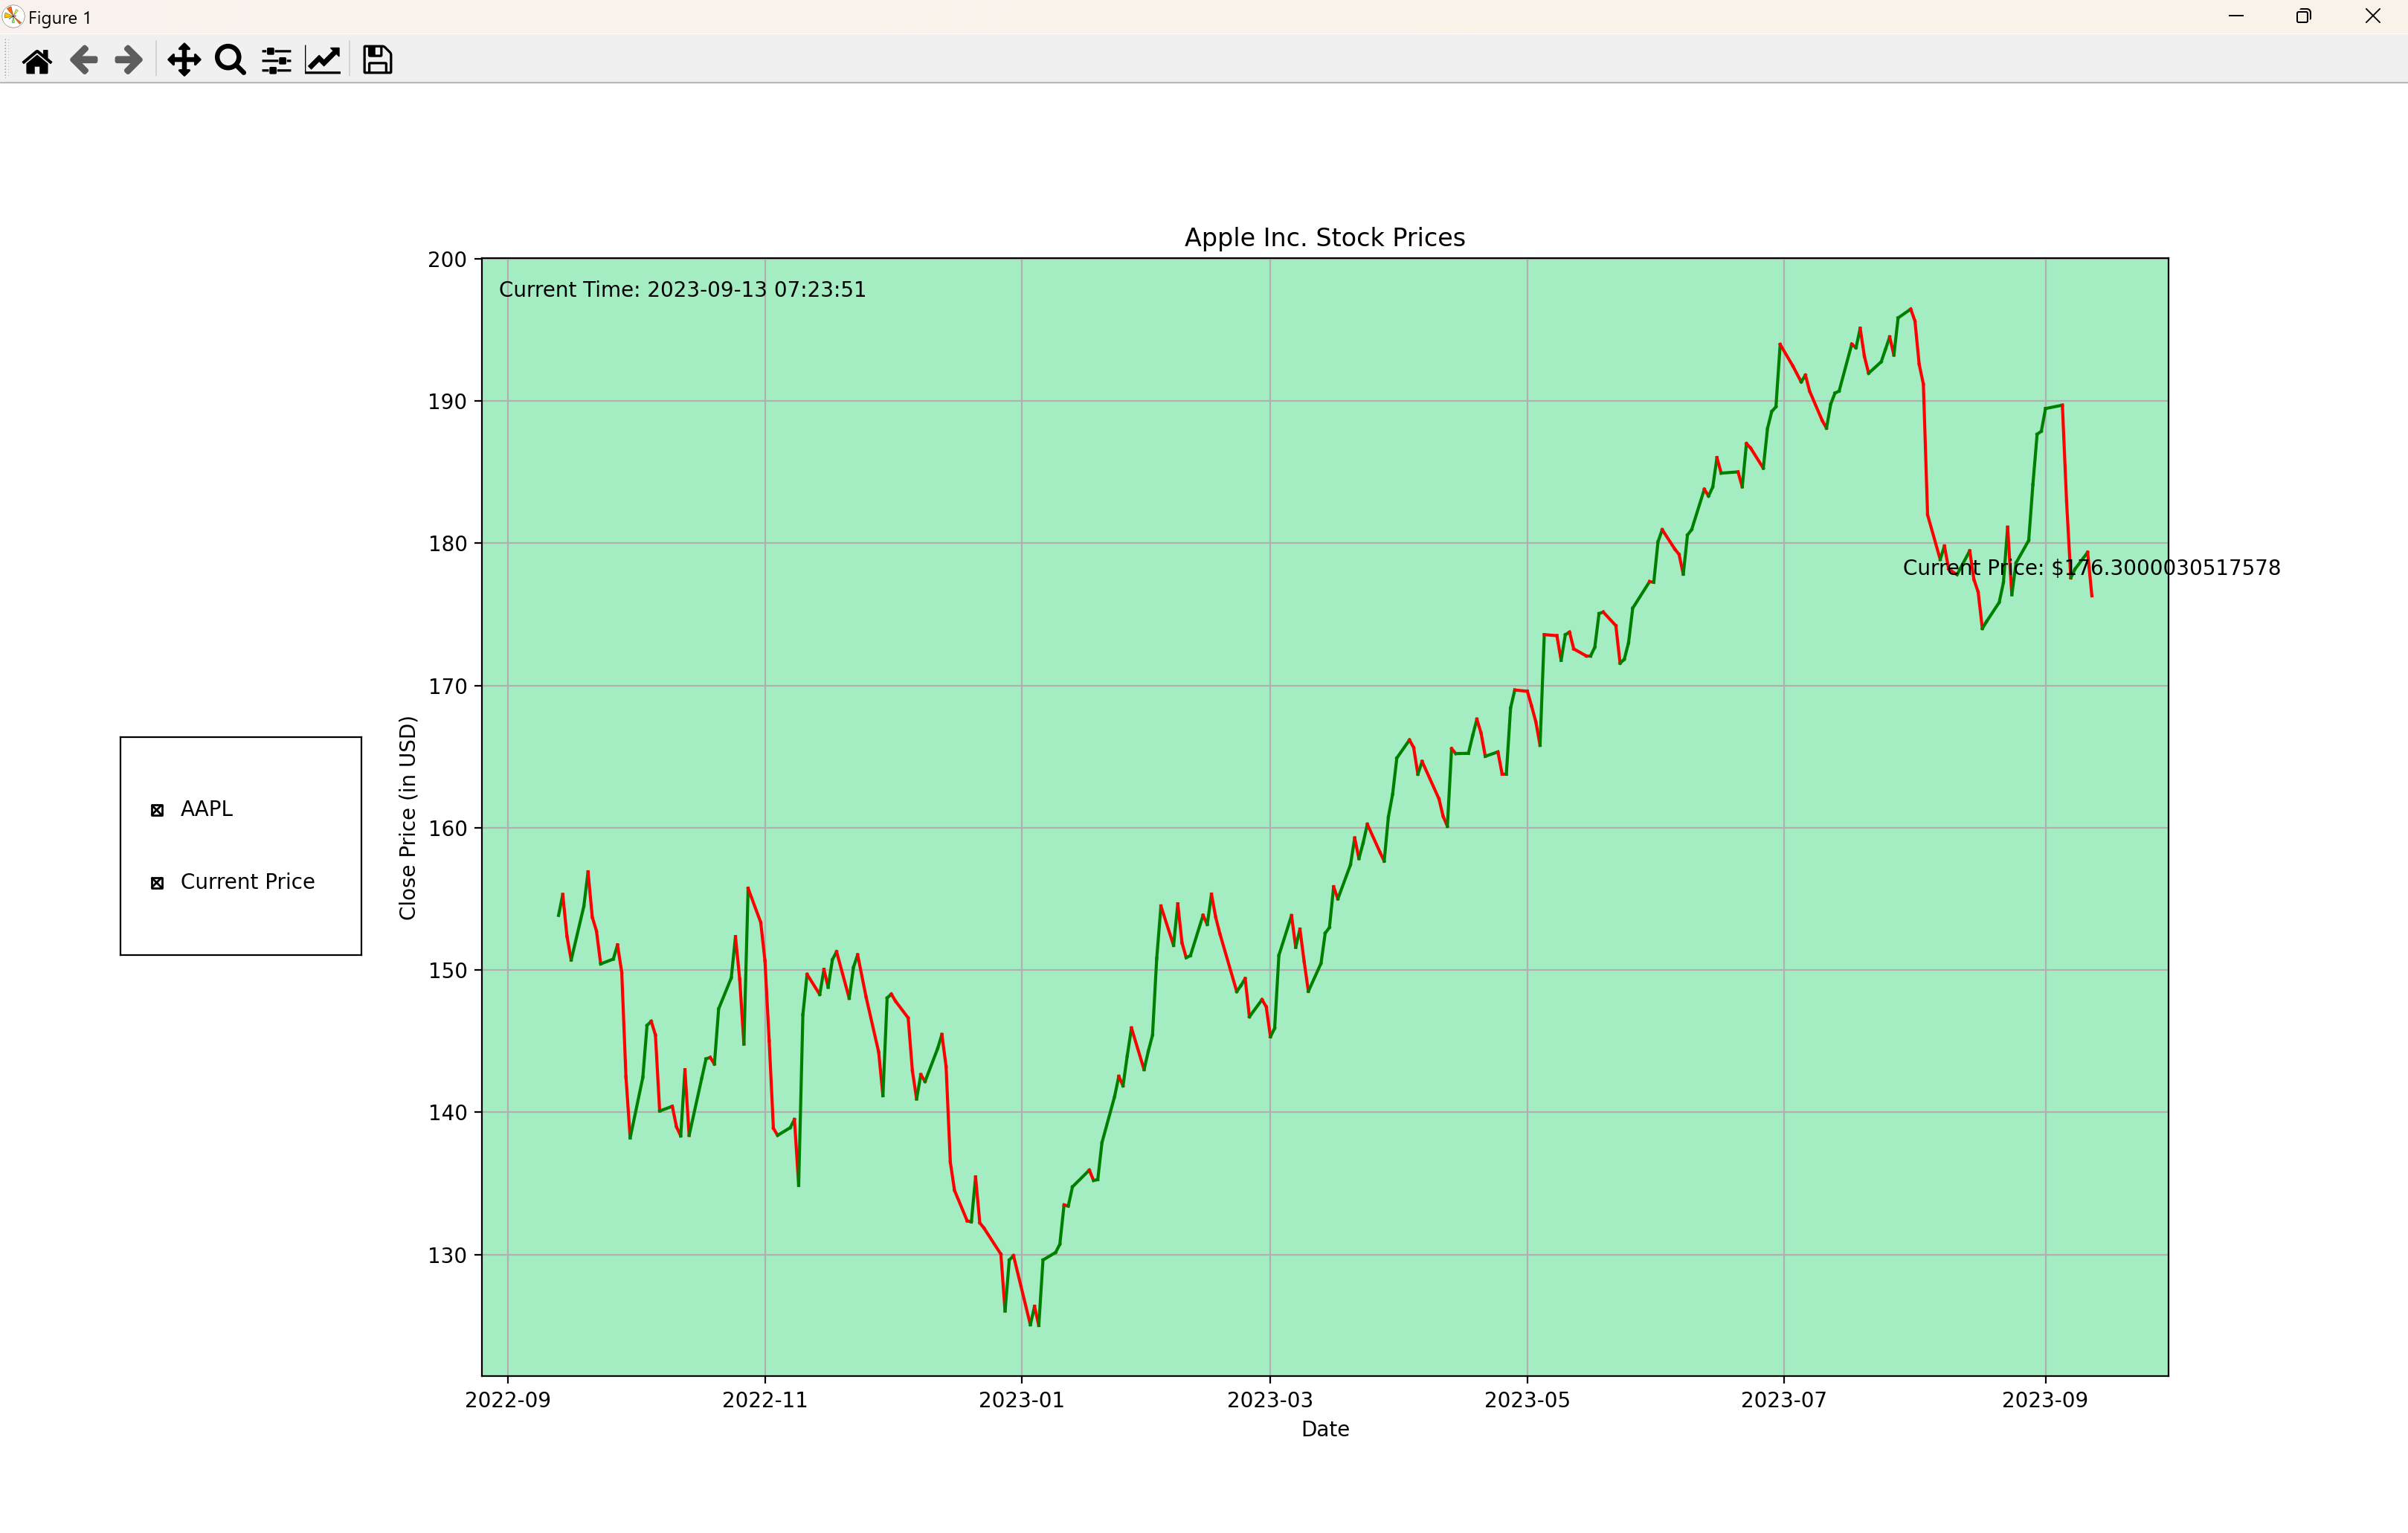 Figure 1
Apple Inc. Stock Prices
Current Time: 2023-09-13 07:23:51
200
190
180
170
160
150
140
130
Close Price (in USD)
Current Price: $176.3000030517578
AAPL
Current Price
2022-09
2022-11
2023-01
2023-03
2023-05
2023-07
2023-09
Date